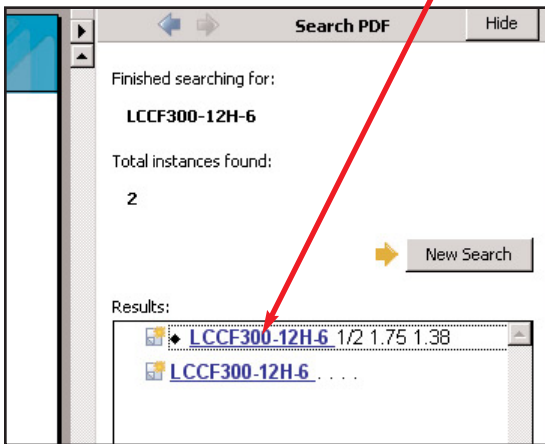 Search PDF Hide
Finished searching for:
LCCF300-12H-6
Total instances found:
2
New Search
Results:
◆ LCCF300-12H-6 1/2 1.75 1.38
LCCF300-12H-6 . . . .